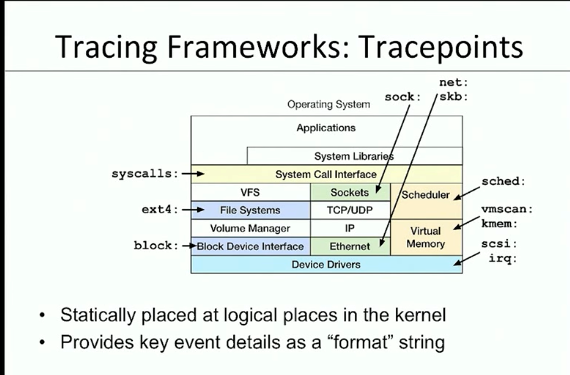 Tracing Frameworks: Tracepoints
net:
sock: skb:
Operating System
Applications
System Libraries
syscalls: System Call Interface
VFS Sockets Scheduler sched:
ext4: File Systems TCP/UDP vmscan:
Volume Manager IP Virtual Memory kmem:
block: Block Device Interface Ethernet scsi:
Device Drivers irq:
• Statically placed at logical places in the kernel
• Provides key event details as a “format” string